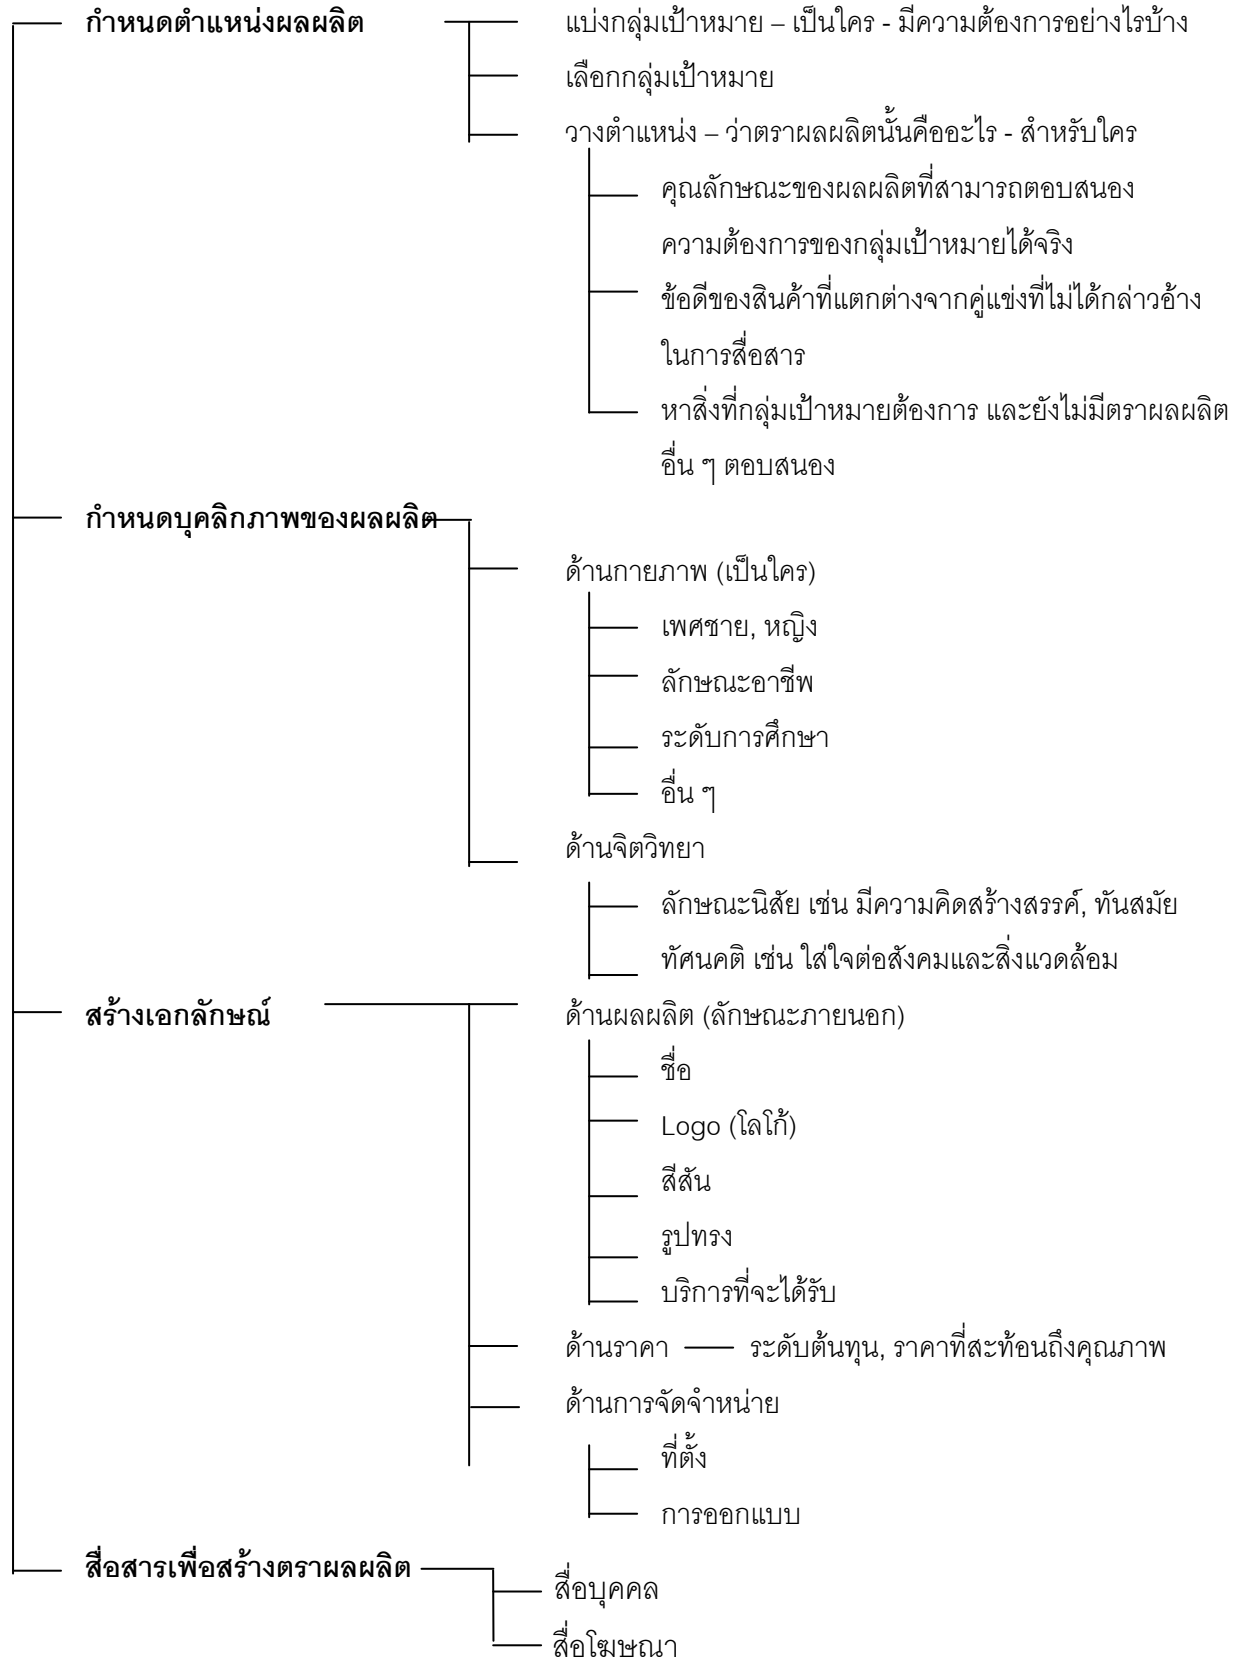 กำหนดตำแหน่งผลผลิต แบ่งกลุ่มเป้าหมาย – เป็นใคร - มีความต้องการอย่างไรบ้าง
เลือกกลุ่มเป้าหมาย
วางตำแหน่ง – ว่าตราผลผลิตนั้นคืออะไร - สำหรับใคร
คุณลักษณะของผลผลิตที่สามารถตอบสนอง
ความต้องการของกลุ่มเป้าหมายได้จริง
ข้อดีของสินค้าที่แตกต่างจากคู่แข่งที่ไม่ได้กล่าวอ้าง
ในการสื่อสาร
หาสิ่งที่กลุ่มเป้าหมายต้องการ และยังไม่มีตราผลผลิต
อื่น ๆ ตอบสนอง
กำหนดบุคลิกภาพของผลผลิต
ด้านกายภาพ (เป็นใคร)
เพศชาย, หญิง
ลักษณะอาชีพ
ระดับการศึกษา
อื่น ๆ
ด้านจิตวิทยา
ลักษณะนิสัย เช่น มีความคิดสร้างสรรค์, ทันสมัย
ทัศนคติ เช่น ใส่ใจต่อสังคมและสิ่งแวดล้อม
สร้างเอกลักษณ์ ด้านผลผลิต (ลักษณะภายนอก)
ชื่อ
Logo (โลโก้)
สีสัน
รูปทรง
บริการที่จะได้รับ
ด้านราคา ระดับต้นทุน, ราคาที่สะท้อนถึงคุณภาพ
ด้านการจัดจำหน่าย
ที่ตั้ง
การออกแบบ
สื่อสารเพื่อสร้างตราผลผลิต
สื่อบุคคล
สื่อโฆษณา